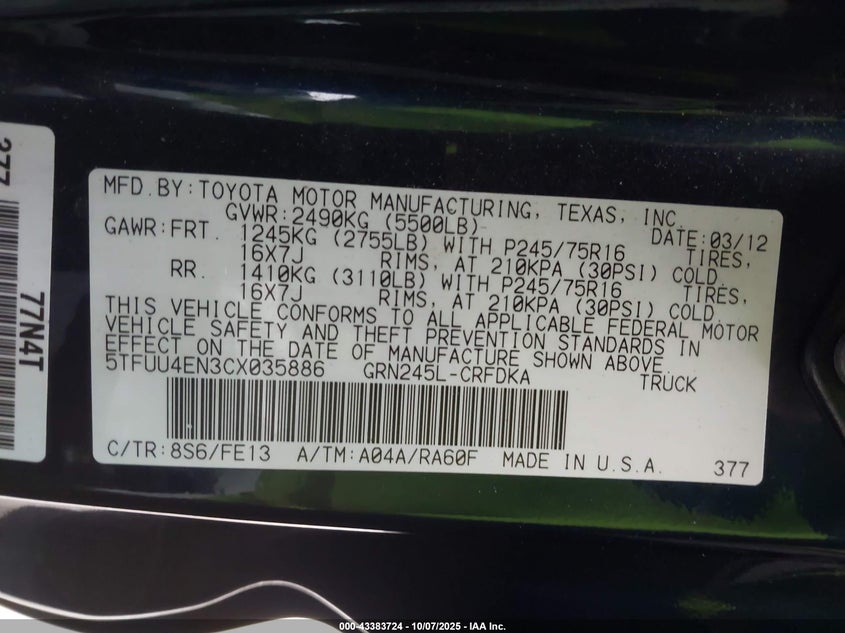 277
77N4T
MFD.BY:TOYOTA MOTOR MANUFACTURING, TEXAS, INC.
GVWR:2490KG (5500LB) DATE:03/12
GAWR:FRT. 1245KG (2755LB) WITH P245/75R16 TIRES,
16X7J RIMS, AT 210KPA (30PSI) COLD.
RR. 1410KG (3110LB) WITH P245/75R16 TIRES,
16X7J RIMS, AT 210KPA (30PSI) COLD.
THIS VEHICLE CONFORMS TO ALL APPLICABLE FEDERAL MOTOR
VEHICLE SAFETY AND THEFT PREVENTION STANDARDS IN
EFFECT ON THE DATE OF MANUFACTURE SHOWN ABOVE.
5TFUU4EN3CX035886 GRN245L-CRFDKA TRUCK
C/TR:8S6/FE13 A/TM:A04A/RA60F MADE IN U.S.A. 377
000-43383724 - 10/07/2025 - IAA Inc.